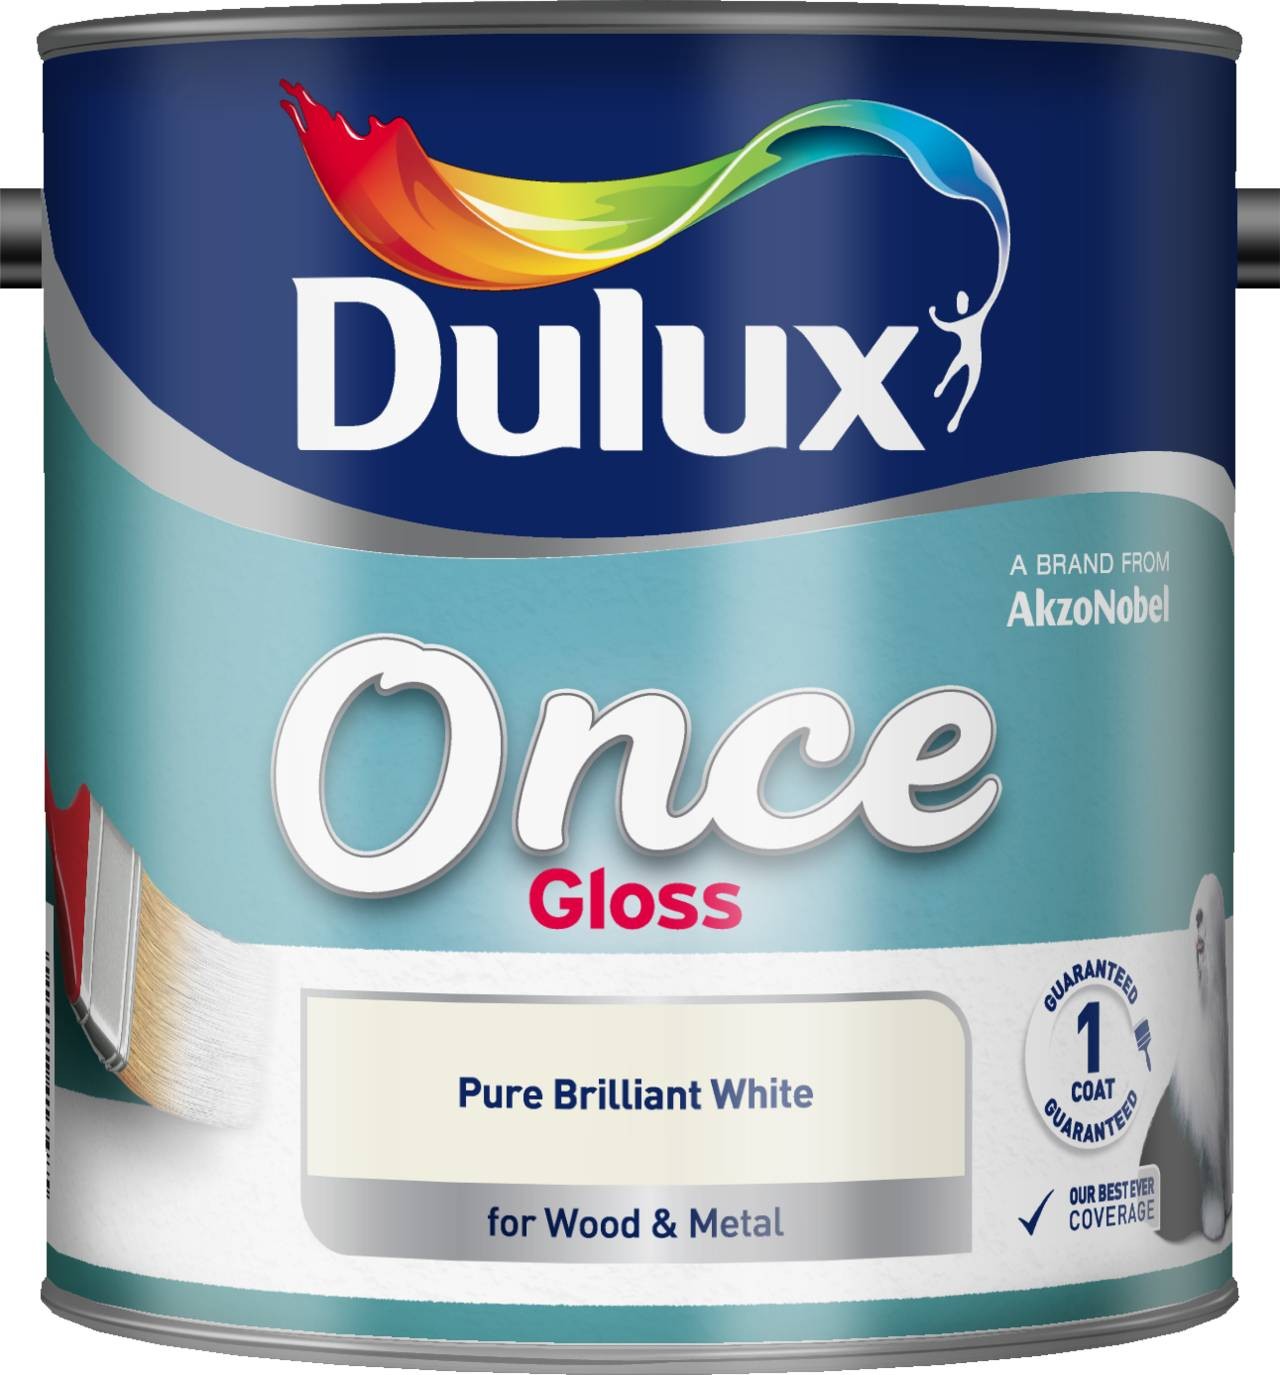 Dulux
A BRAND FROM
AkzoNobel
Once
Gloss
Pure Brilliant White
for Wood & Metal
GUARANTEED
1
COAT
GUARANTEED
OUR BEST EVER
COVERAGE